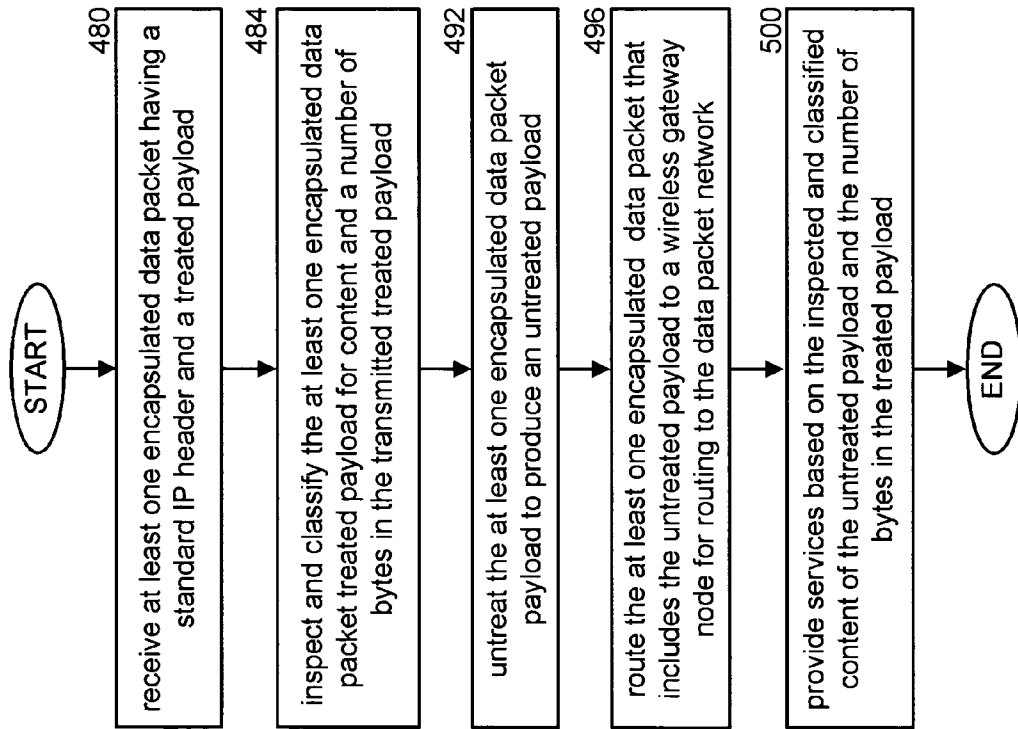 START
480
receive at least one encapsulated data packet having a
standard IP header and a treated payload
484
inspect and classify the at least one encapsulated data
packet treated payload for content and a number of
bytes in the transmitted treated payload
492
untreat the at least one encapsulated data packet
payload to produce an untreated payload
496
route the at least one encapsulated data packet that
includes the untreated payload to a wireless gateway
node for routing to the data packet network
500
provide services based on the inspected and classified
content of the untreated payload and the number of
bytes in the treated payload
END